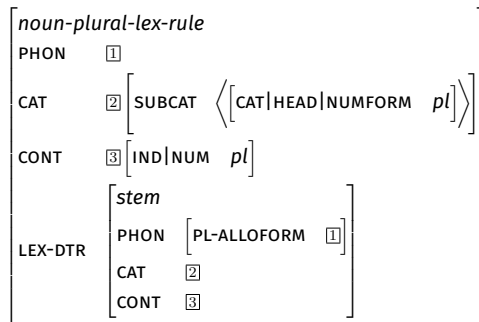 noun-plural-lex-rule
PHON 1
CAT 2 [SUBCAT ⟨[CAT|HEAD|NUMFORM pl]⟩]
CONT 3 [IND|NUM pl]
LEX-DTR
stem
PHON [PL-ALLOFORM 1]
CAT 2
CONT 3